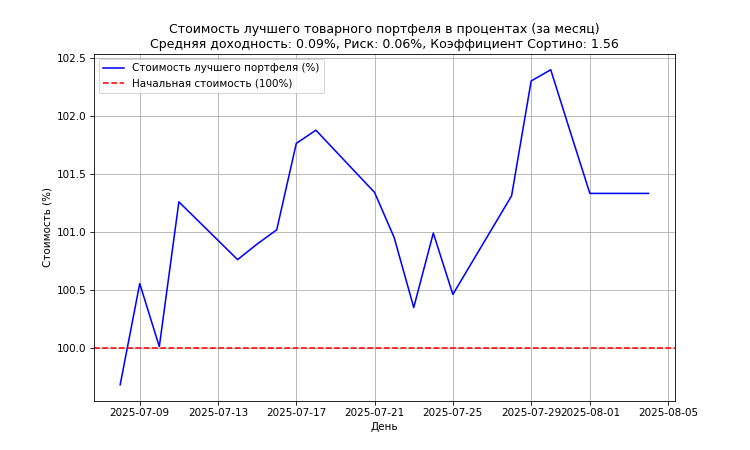 Стоимость лучшего товарного портфеля в процентах (за месяц)
Средняя доходность: 0.09%, Риск: 0.06%, Коэффициент Сортино: 1.56
Стоимость лучшего портфеля (%)
Начальная стоимость (100%)
Стоимость (%)
102.5
102.0
101.5
101.0
100.5
100.0
2025-07-09 2025-07-13 2025-07-17 2025-07-21 2025-07-25 2025-07-29 2025-08-01 2025-08-05
День